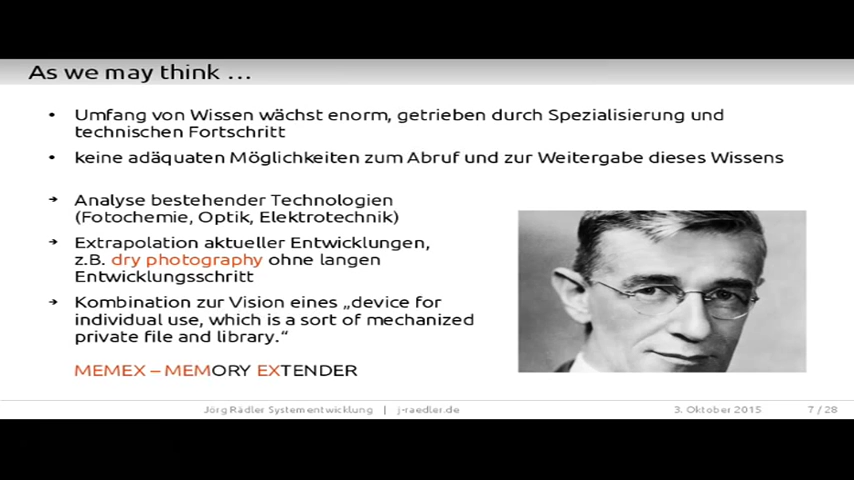 As we may think ...
• Umfang von Wissen wächst enorm, getrieben durch Spezialisierung und
technischen Fortschritt
• keine adäquaten Möglichkeiten zum Abruf und zur Weitergabe dieses Wissens
→ Analyse bestehender Technologien
(Fotochemie, Optik, Elektrotechnik)
→ Extrapolation aktueller Entwicklungen,
z.B. dry photography ohne langen
Entwicklungsschritt
→ Kombination zur Vision eines „device for
individual use, which is a sort of mechanized
private file and library.“
MEMEX – MEMORY EXTENDER
Jörg Rädler Systementwicklung | j-raedler.de 3. Oktober 2015 7 / 28